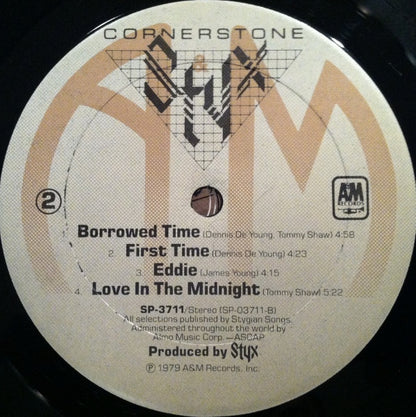 CORNERSTONE
Styx
A&M
A&M
RECORDS
2
1. Borrowed Time (Dennis De Young, Tommy Shaw) 4:58
2. First Time (Dennis De Young) 4:23
3. Eddie (James Young) 4:15
4. Love In The Midnight (Tommy Shaw) 5:22
SP-3711/Stereo (SP-03711-B)
All selections published by Stygian Songs.
Administered throughout the world by
Almo Music Corp.—ASCAP
Produced by Styx
℗ 1979 A&M Records, Inc.